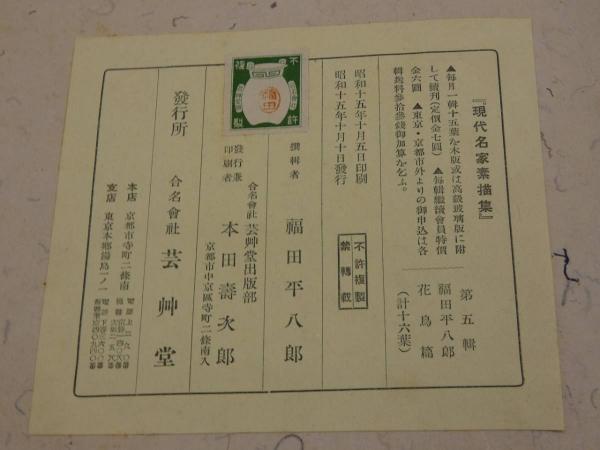 『現代名家素描集』
第五輯
福田平八郎
花鳥篇
(計十六葉)
▲毎月一輯十五葉を木版或は高級玻璃版に附
して續刊(定價金七圓) ▲每輯繼續會員特價
金六圓 ▲東京・京都市外よりの御申込は各
輯送料參拾參錢御加算を乞ふ。
不許複製
禁轉載
昭和十五年十月五日印刷
昭和十五年十月十日發行
不許
複製
福田
撰輯者 福田平八郎
合名會社 芸艸堂出版部
發行兼
印刷者 本田壽次郎
京都市中京區寺町二條南入
發行所 合名會社 芸艸堂
本店 京都市寺町二條南
支店 東京本郷湯島一ノ一